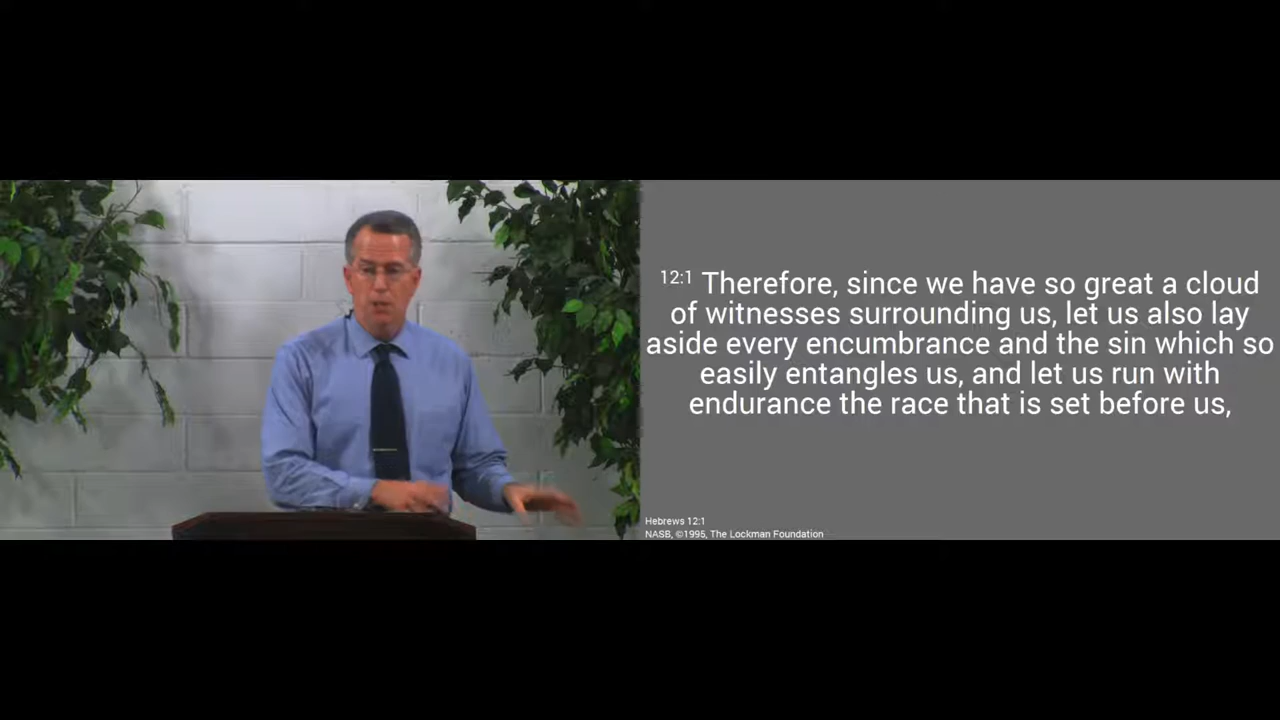 12:1 Therefore, since we have so great a cloud
of witnesses surrounding us, let us also lay
aside every encumbrance and the sin which so
easily entangles us, and let us run with
endurance the race that is set before us,
Hebrews 12:1
NASB, ©1995, The Lockman Foundation